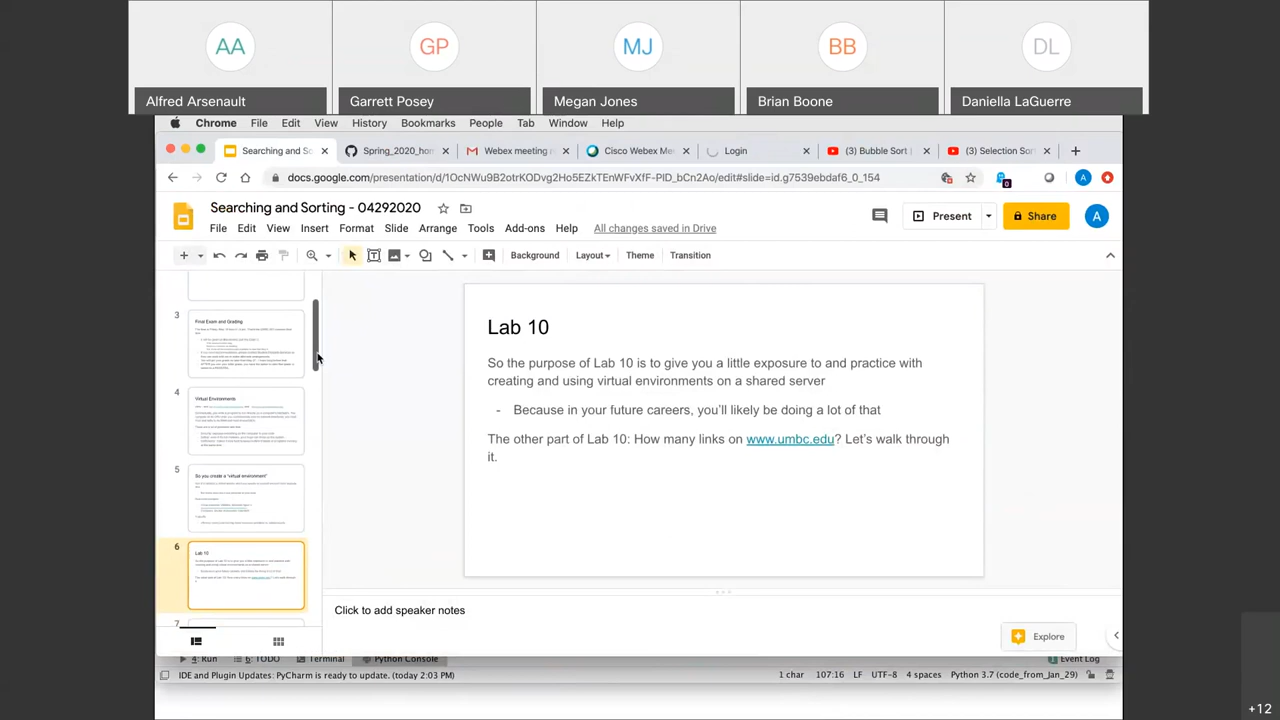 AA
GP
MJ
BB
DL
Alfred Arsenault
Garrett Posey
Megan Jones
Brian Boone
Daniella LaGuerre
Chrome File Edit View History Bookmarks People Tab Window Help
Searching and So
Spring_2020_hom
Webex meeting
Cisco Webex Me
Login
(3) Bubble Sort |
(3) Selection Sor
docs.google.com/presentation/d/1OcNWu9B2otrKODvg2Ho5EZkTEnWFvXfF-PID_bCn2Ao/edit#slide=id.g7539ebdaf6_0_154
A
Searching and Sorting - 04292020
Present
Share
A
File Edit View Insert Format Slide Arrange Tools Add-ons Help All changes saved in Drive
Background Layout Theme Transition
3
Final Exam and Grading
4
Virtual Environments
5
So you create a "virtual environment"
6
Lab 10
7
Lab 10
So the purpose of Lab 10 is to give you a little exposure to and practice with
creating and using virtual environments on a shared server
- Because in your future careers, you'll likely be doing a lot of that
The other part of Lab 10: How many links on www.umbc.edu? Let's walk through
it.
Click to add speaker notes
Explore
4: Run 6: TODO Terminal Python Console Event Log
IDE and Plugin Updates: PyCharm is ready to update. (today 2:03 PM) 1 char 107:16 LF UTF-8 4 spaces Python 3.7 (code_from_Jan_29)
+12